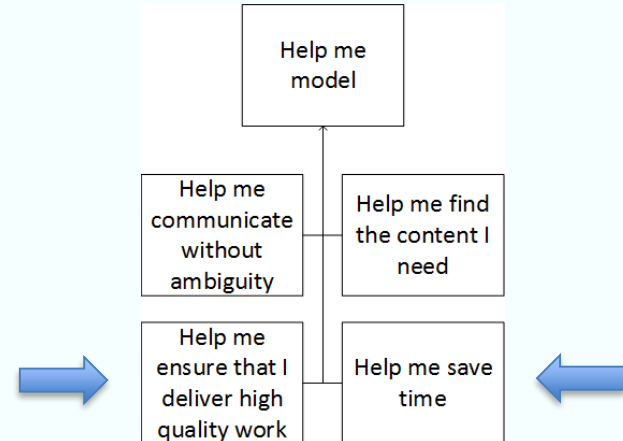 Help me
model
Help me
communicate
without
ambiguity
Help me find
the content I
need
Help me
ensure that I
deliver high
quality work
Help me save
time